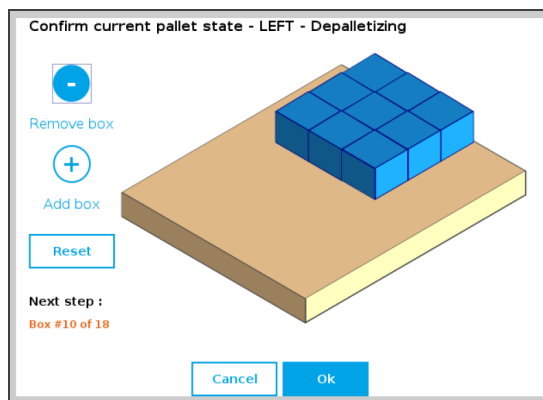 Confirm current pallet state - LEFT - Depalletizing
-
Remove box
+
Add box
Reset
Next step :
Box #10 of 18
Cancel
Ok